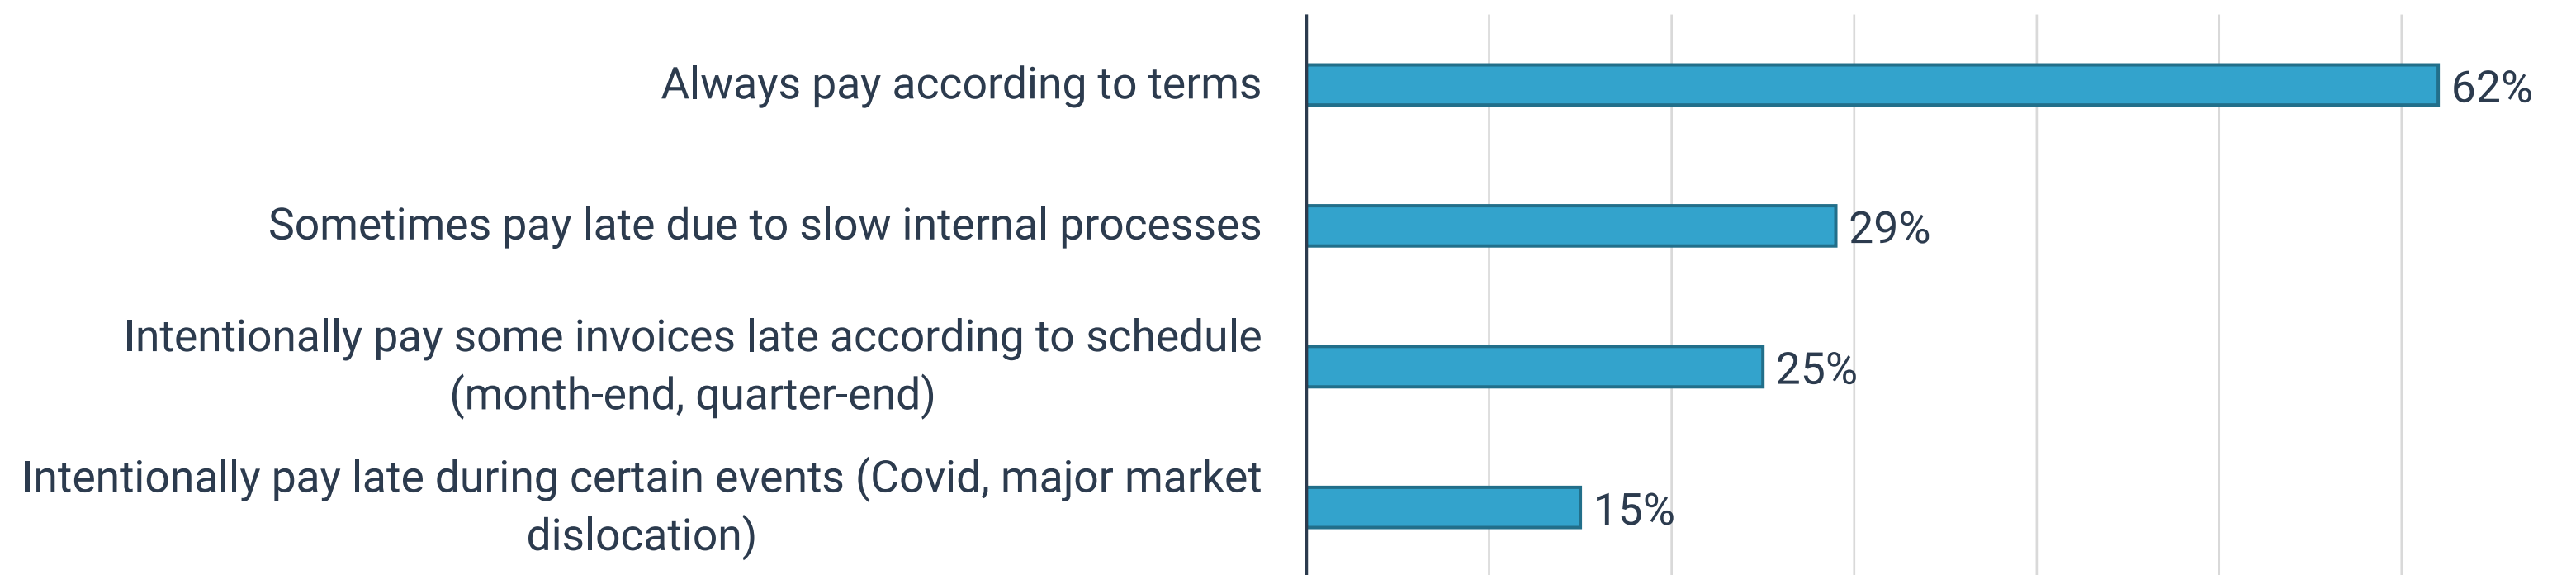 Always pay according to terms
62%
Sometimes pay late due to slow internal processes
29%
Intentionally pay some invoices late according to schedule
(month-end, quarter-end)
25%
Intentionally pay late during certain events (Covid, major market
dislocation)
15%